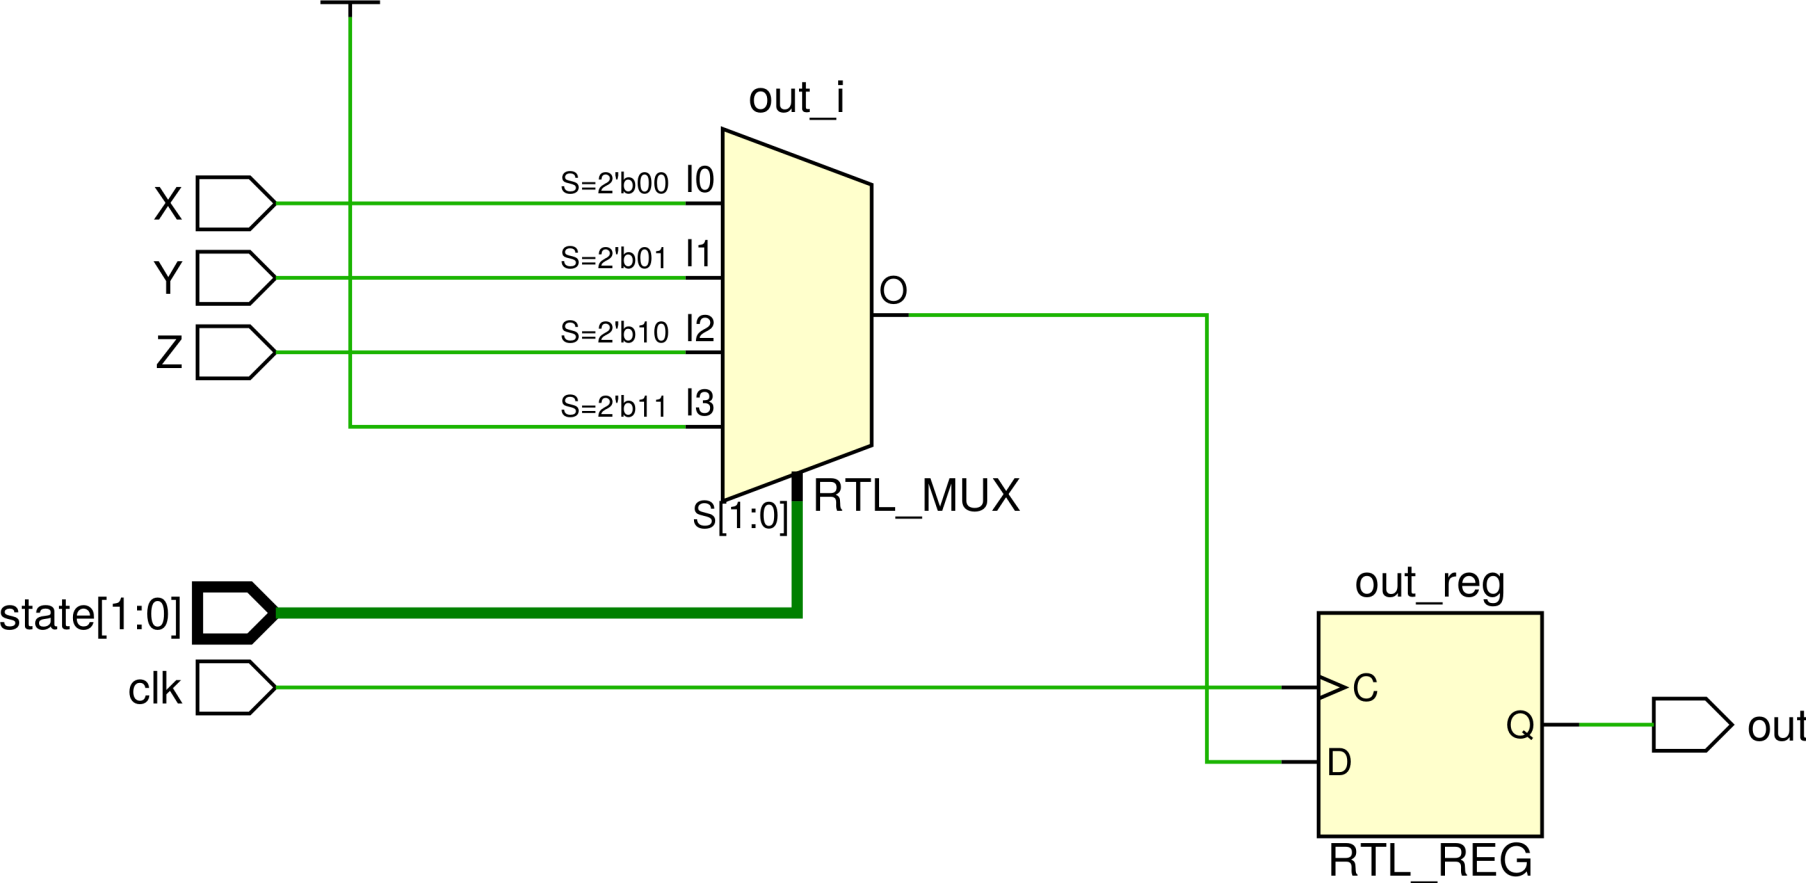 out_i
X
S=2'b00 I0
Y
S=2'b01 I1
O
Z
S=2'b10 I2
S=2'b11 I3
RTL_MUX
S[1:0]
state[1:0]
out_reg
clk
C
Q
out
D
RTL_REG